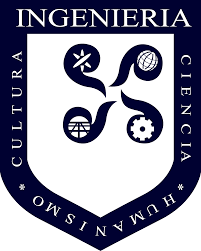 INGENIERIA
CULTURA
CIENCIA
* HUMANISMO *